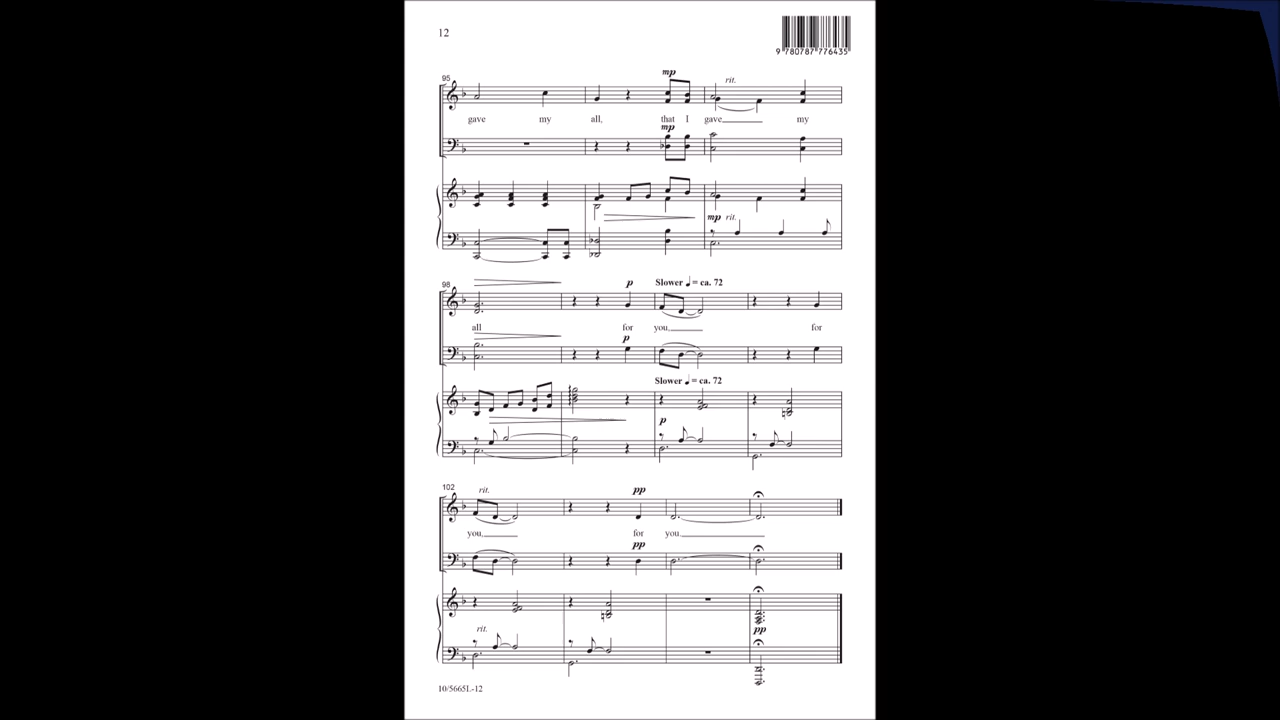 12
9 780787 776435
95
mp
rit.
gave my all, that I gave my
mp
mp rit.
98
p
Slower ♩ = ca. 72
all for you, for
p
Slower ♩ = ca. 72
p
102
rit.
pp
you, for you.
pp
rit.
pp
10/5665L-12